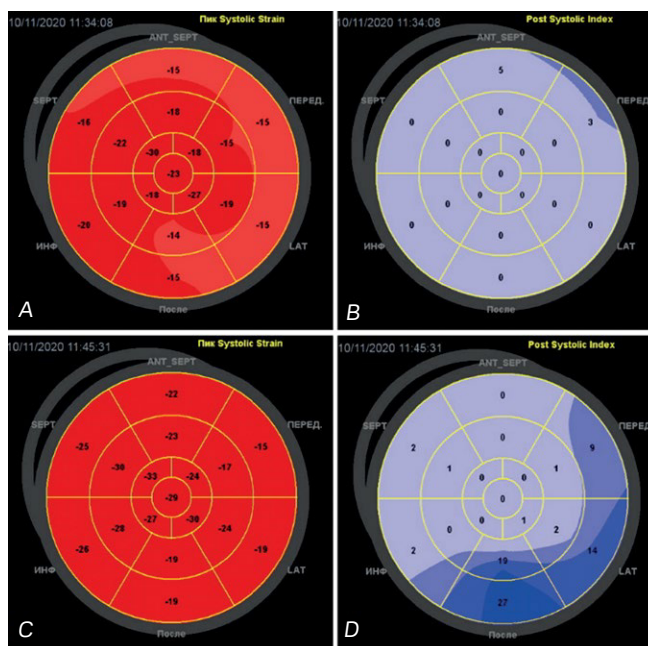 10/11/2020 11:34:08
Пик Systolic Strain
ANT_SEPT
SEPT
ПЕРЕД.
-15
-16
-15
-18
-22
-15
-30
-18
-23
-18
-27
-19
-19
-20
-15
-14
-15
ИНФ
LAT
После
A
10/11/2020 11:34:08
Post Systolic Index
ANT_SEPT
SEPT
ПЕРЕД.
5
0
3
0
0
0
0
0
0
0
0
0
0
0
0
0
0
ИНФ
LAT
После
B
10/11/2020 11:45:31
Пик Systolic Strain
ANT_SEPT
SEPT
ПЕРЕД.
-22
-25
-15
-23
-30
-17
-33
-24
-29
-27
-30
-28
-24
-26
-19
-19
-19
ИНФ
LAT
После
C
10/11/2020 11:45:31
Post Systolic Index
ANT_SEPT
SEPT
ПЕРЕД.
0
2
9
0
1
1
0
0
0
0
1
0
2
2
14
19
27
ИНФ
LAT
После
D